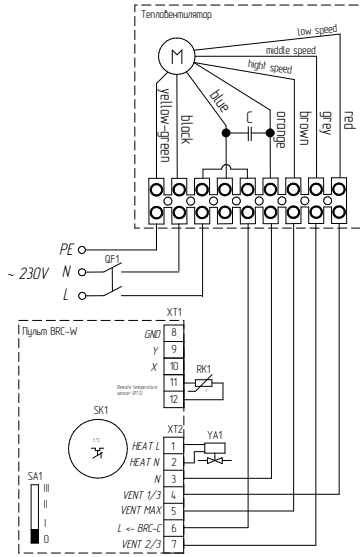 Тепловентилятор
low speed
middle speed
hight speed
M
yellow-green
black
blue
C
orange
brown
grey
red
PE
~ 230V
N
QF1
L
Пульт BRC-W
XT1
GND 8
Y 9
X 10
Remote temperature
sensor (RTS)
11
12
RK1
SK1
t,°C
XT2
HEAT L 1
HEAT N 2
YA1
N 3
VENT 1/3 4
VENT MAX 5
L <- BRC-C 6
VENT 2/3 7
SA1
III
II
I
0